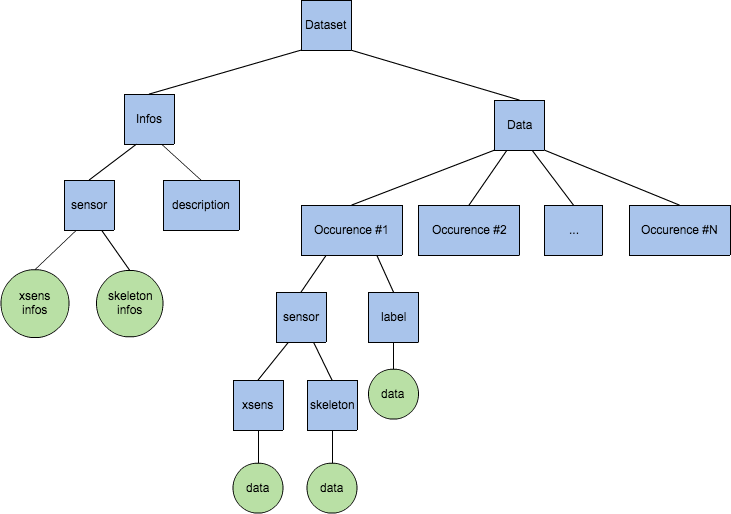 Dataset
Infos
Data
sensor
description
Occurence #1
Occurence #2
...
Occurence #N
xsens
infos
skeleton
infos
sensor
label
xsens
skeleton
data
data
data